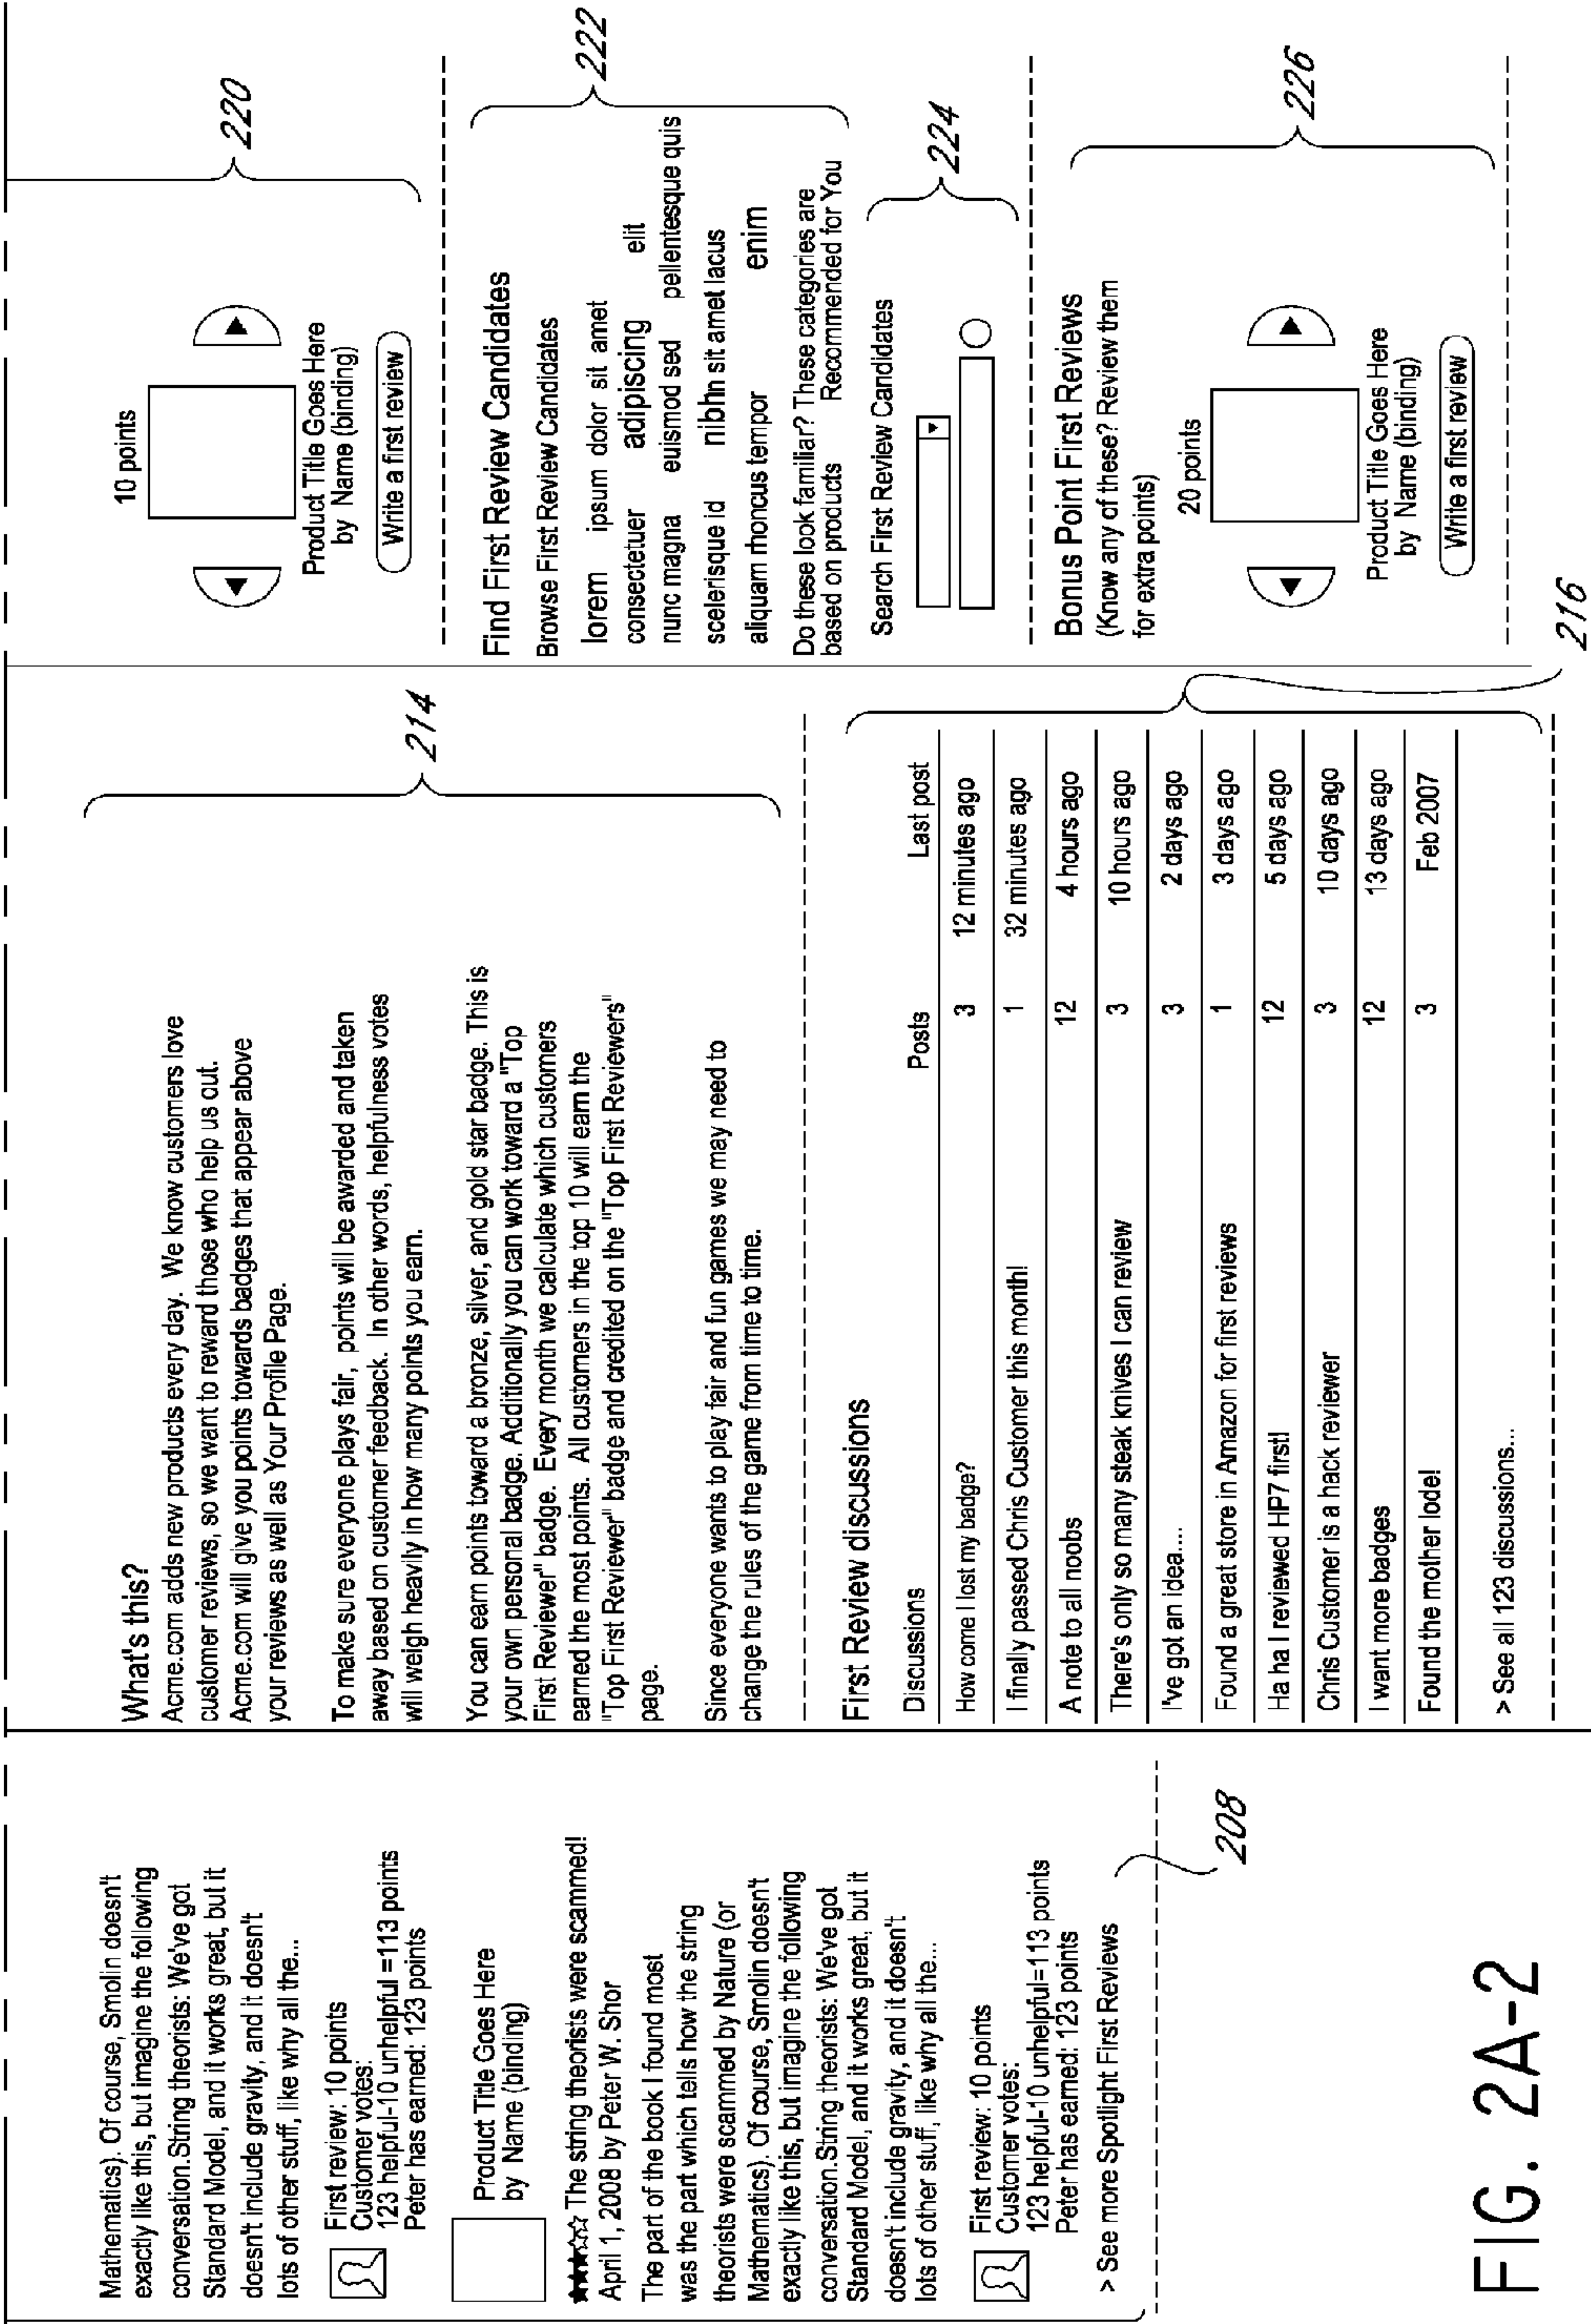 Mathematics). Of course, Smolin doesn't
exactly like this, but imagine the following
conversation.String theorists: We've got
Standard Model, and it works great, but it
doesn't include gravity, and it doesn't
lots of other stuff, like why all the...
First review: 10 points
Customer votes:
123 helpful-10 unhelpful =113 points
Peter has earned: 123 points
Product Title Goes Here
by Name (binding)
★★★☆☆ The string theorists were scammed!
April 1, 2008 by Peter W. Shor
The part of the book I found most
was the part which tells how the string
theorists were scammed by Nature (or
Mathematics). Of course, Smolin doesn't
exactly like this, but imagine the following
conversation.String theorists: We've got
Standard Model, and it works great, but it
doesn't include gravity, and it doesn't
lots of other stuff, like why all the...
First review: 10 points
Customer votes:
123 helpful-10 unhelpful=113 points
Peter has earned: 123 points
> See more Spotlight First Reviews
208
What's this?
Acme.com adds new products every day. We know customers love
customer reviews, so we want to reward those who help us out.
Acme.com will give you points towards badges that appear above
your reviews as well as Your Profile Page.
To make sure everyone plays fair, points will be awarded and taken
away based on customer feedback. In other words, helpfulness votes
will weigh heavily in how many points you earn.
You can earn points toward a bronze, silver, and gold star badge. This is
your own personal badge. Additionally you can work toward a "Top
First Reviewer" badge. Every month we calculate which customers
earned the most points. All customers in the top 10 will earn the
"Top First Reviewer" badge and credited on the "Top First Reviewers"
page.
Since everyone wants to play fair and fun games we may need to
change the rules of the game from time to time.
214
First Review discussions
Discussions Posts Last post
How come I lost my badge? 3 12 minutes ago
I finally passed Chris Customer this month! 1 32 minutes ago
A note to all noobs 12 4 hours ago
There's only so many steak knives I can review 3 10 hours ago
I've got an idea.... 3 2 days ago
Found a great store in Amazon for first reviews 1 3 days ago
Ha ha I reviewed HP7 first! 12 5 days ago
Chris Customer is a hack reviewer 3 10 days ago
I want more badges 12 13 days ago
Found the mother lode! 3 Feb 2007
> See all 123 discussions...
216
10 points
Product Title Goes Here
by Name (binding)
Write a first review
220
Find First Review Candidates
Browse First Review Candidates
lorem ipsum dolor sit amet
consectetuer adipiscing elit
nunc magna euismod sed pellentesque quis
scelerisque id nibhn sit amet lacus
aliquam rhoncus tempor enim
Do these look familiar? These categories are
based on products Recommended for You
222
Search First Review Candidates
224
Bonus Point First Reviews
(Know any of these? Review them
for extra points)
20 points
Product Title Goes Here
by Name (binding)
Write a first review
226
FIG. 2A-2